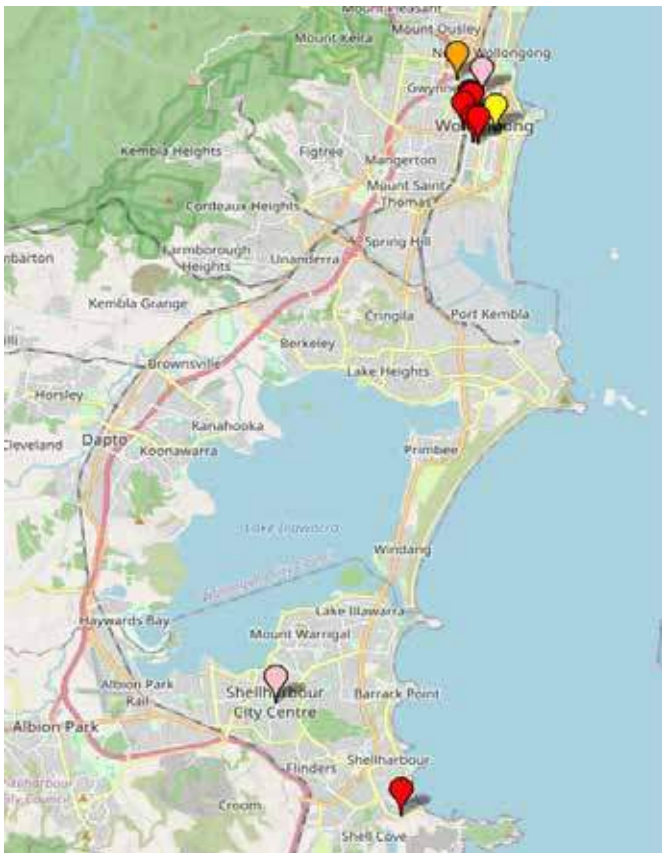 Mount Pleasant
Mount Ousley
Mount Keira
Wollongong
Gwynne
Wollongong
Kembla Heights
Figtree
Mangerton
Mount Saint
Thomas
Cordeaux Heights
Spring Hill
Farmborough
Heights
Unanderra
mbarton
Kembla Grange
Cringila
Port Kembla
Berkeley
Brownsville
Lake Heights
Horsley
Kanahooka
Cleveland
Dapto
Koonawarra
Primbee
Lake Illawarra
Windang
Haywards Bay
Lake Illawarra
Mount Warrigal
Albion Park
Rail
Shellharbour
City Centre
Barrack Point
Albion Park
Shellharbour
Flinders
Croom
Shell Cove